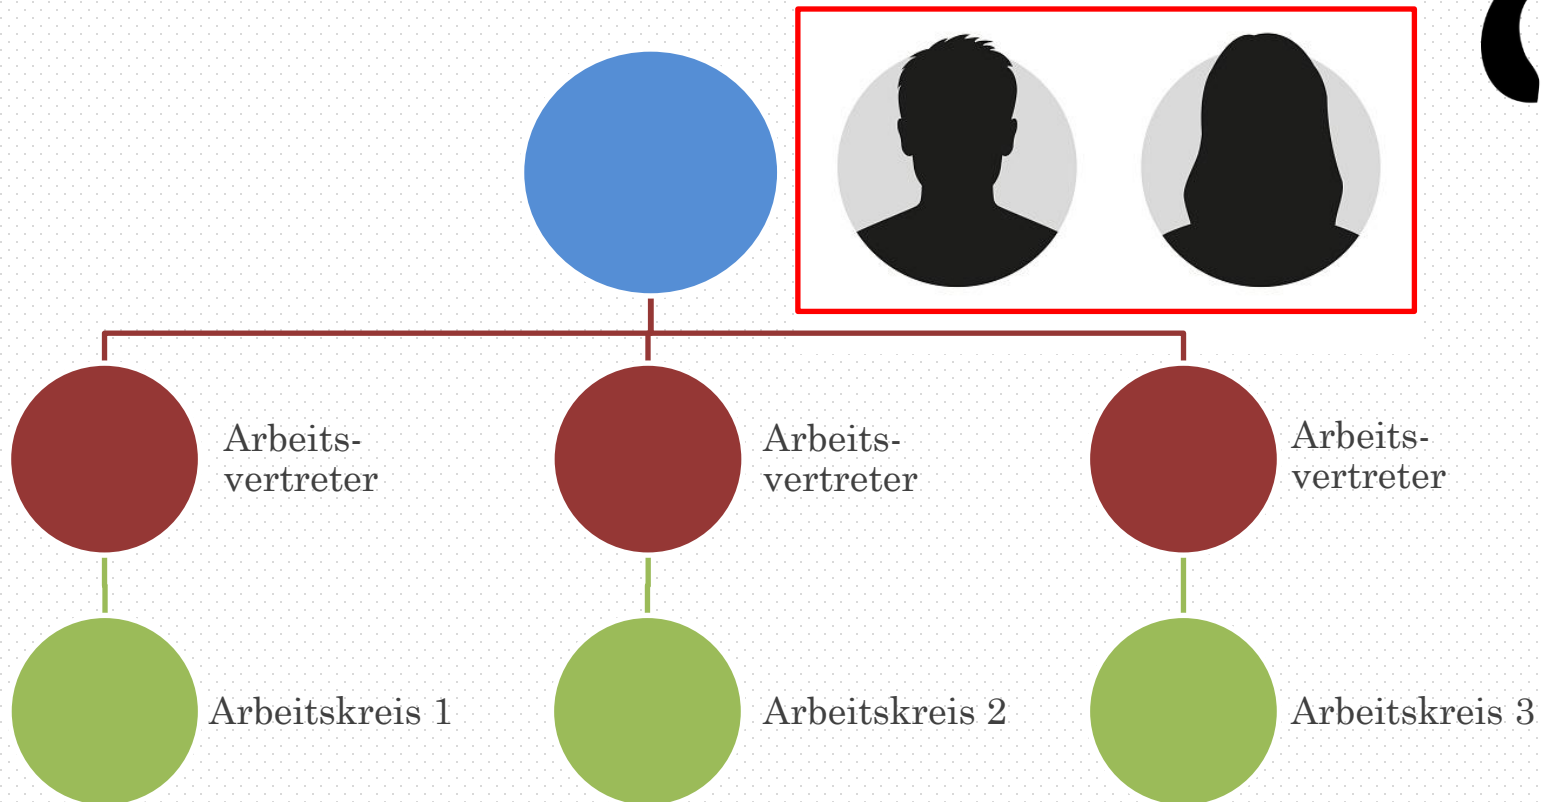 Arbeits-
vertreter
Arbeits-
vertreter
Arbeits-
vertreter
Arbeitskreis 1
Arbeitskreis 2
Arbeitskreis 3